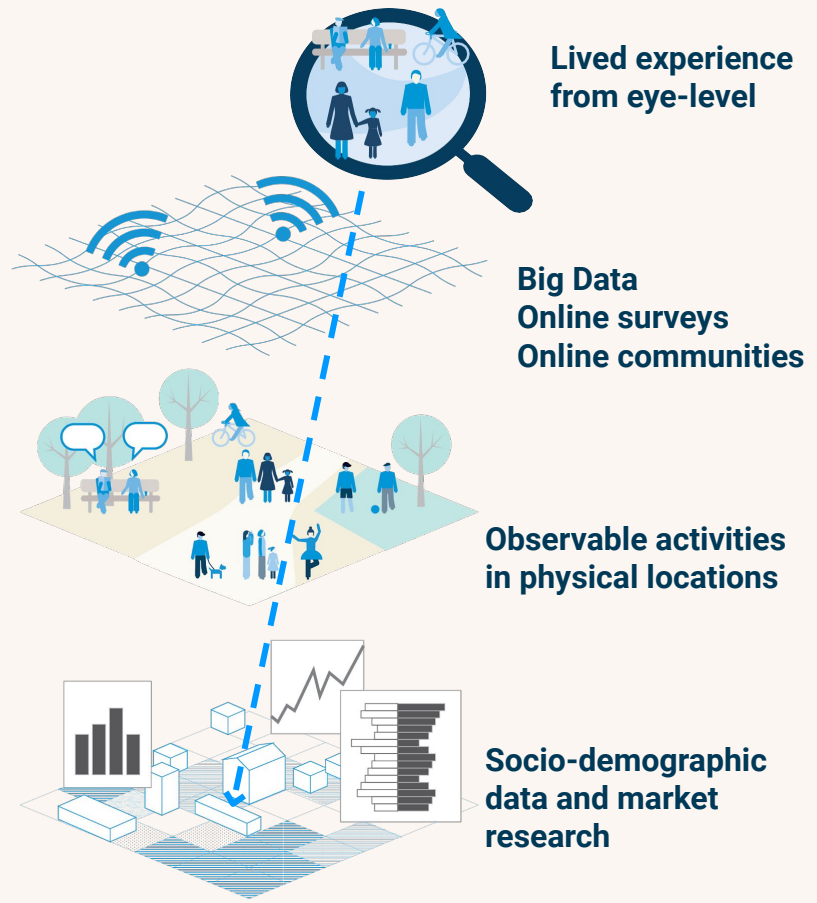 Lived experience
from eye-level
Big Data
Online surveys
Online communities
Observable activities
in physical locations
Socio-demographic
data and market
research